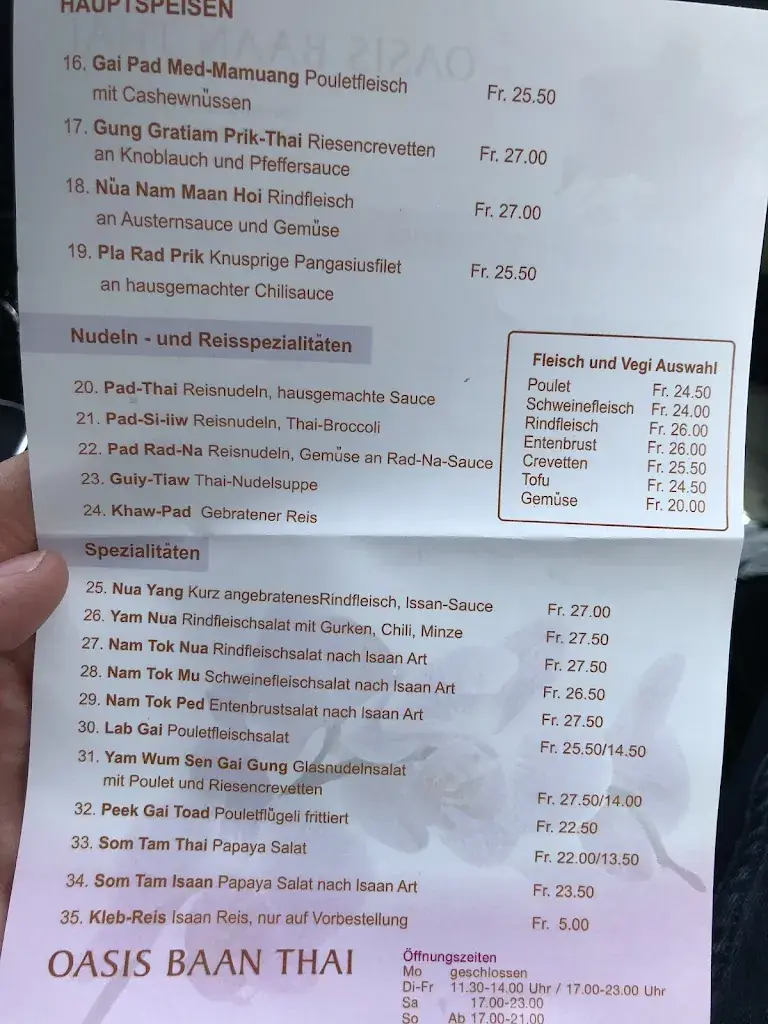 HAUPTSPEISEN
16. Gai Pad Med-Mamuang Pouletfleisch Fr. 25.50
mit Cashewnüssen
17. Gung Gratiam Prik-Thai Riesencrevetten Fr. 27.00
an Knoblauch und Pfeffersauce
18. Nüa Nam Maan Hoi Rindfleisch Fr. 27.00
an Austernsauce und Gemüse
19. Pla Rad Prik Knusprige Pangasiusfilet Fr. 25.50
an hausgemachter Chilisauce
Nudeln - und Reisspezialitäten
20. Pad-Thai Reisnudeln, hausgemachte Sauce
21. Pad-Si-iiw Reisnudeln, Thai-Broccoli
22. Pad Rad-Na Reisnudeln, Gemüse an Rad-Na-Sauce
23. Guiy-Tiaw Thai-Nudelsuppe
24. Khaw-Pad Gebratener Reis
Fleisch und Vegi Auswahl
Poulet Fr. 24.50
Schweinefleisch Fr. 24.00
Rindfleisch Fr. 26.00
Entenbrust Fr. 26.00
Crevetten Fr. 25.50
Tofu Fr. 24.50
Gemüse Fr. 20.00
Spezialitäten
25. Nua Yang Kurz angebratenesRindfleisch, Issan-Sauce Fr. 27.00
26. Yam Nua Rindfleischsalat mit Gurken, Chili, Minze Fr. 27.50
27. Nam Tok Nua Rindfleischsalat nach Isaan Art Fr. 27.50
28. Nam Tok Mu Schweinefleischsalat nach Isaan Art Fr. 26.50
29. Nam Tok Ped Entenbrustsalat nach Isaan Art Fr. 27.50
30. Lab Gai Pouletfleischsalat Fr. 25.50/14.50
31. Yam Wum Sen Gai Gung Glasnudelnsalat
mit Poulet und Riesencrevetten Fr. 27.50/14.00
32. Peek Gai Toad Pouletflügeli frittiert Fr. 22.50
33. Som Tam Thai Papaya Salat Fr. 22.00/13.50
34. Som Tam Isaan Papaya Salat nach Isaan Art Fr. 23.50
35. Kleb-Reis Isaan Reis, nur auf Vorbestellung Fr. 5.00
OASIS BAAN THAI
Öffnungszeiten
Mo geschlossen
Di-Fr 11.30-14.00 Uhr / 17.00-23.00 Uhr
Sa 17.00-23.00
So Ab 17.00-21.00